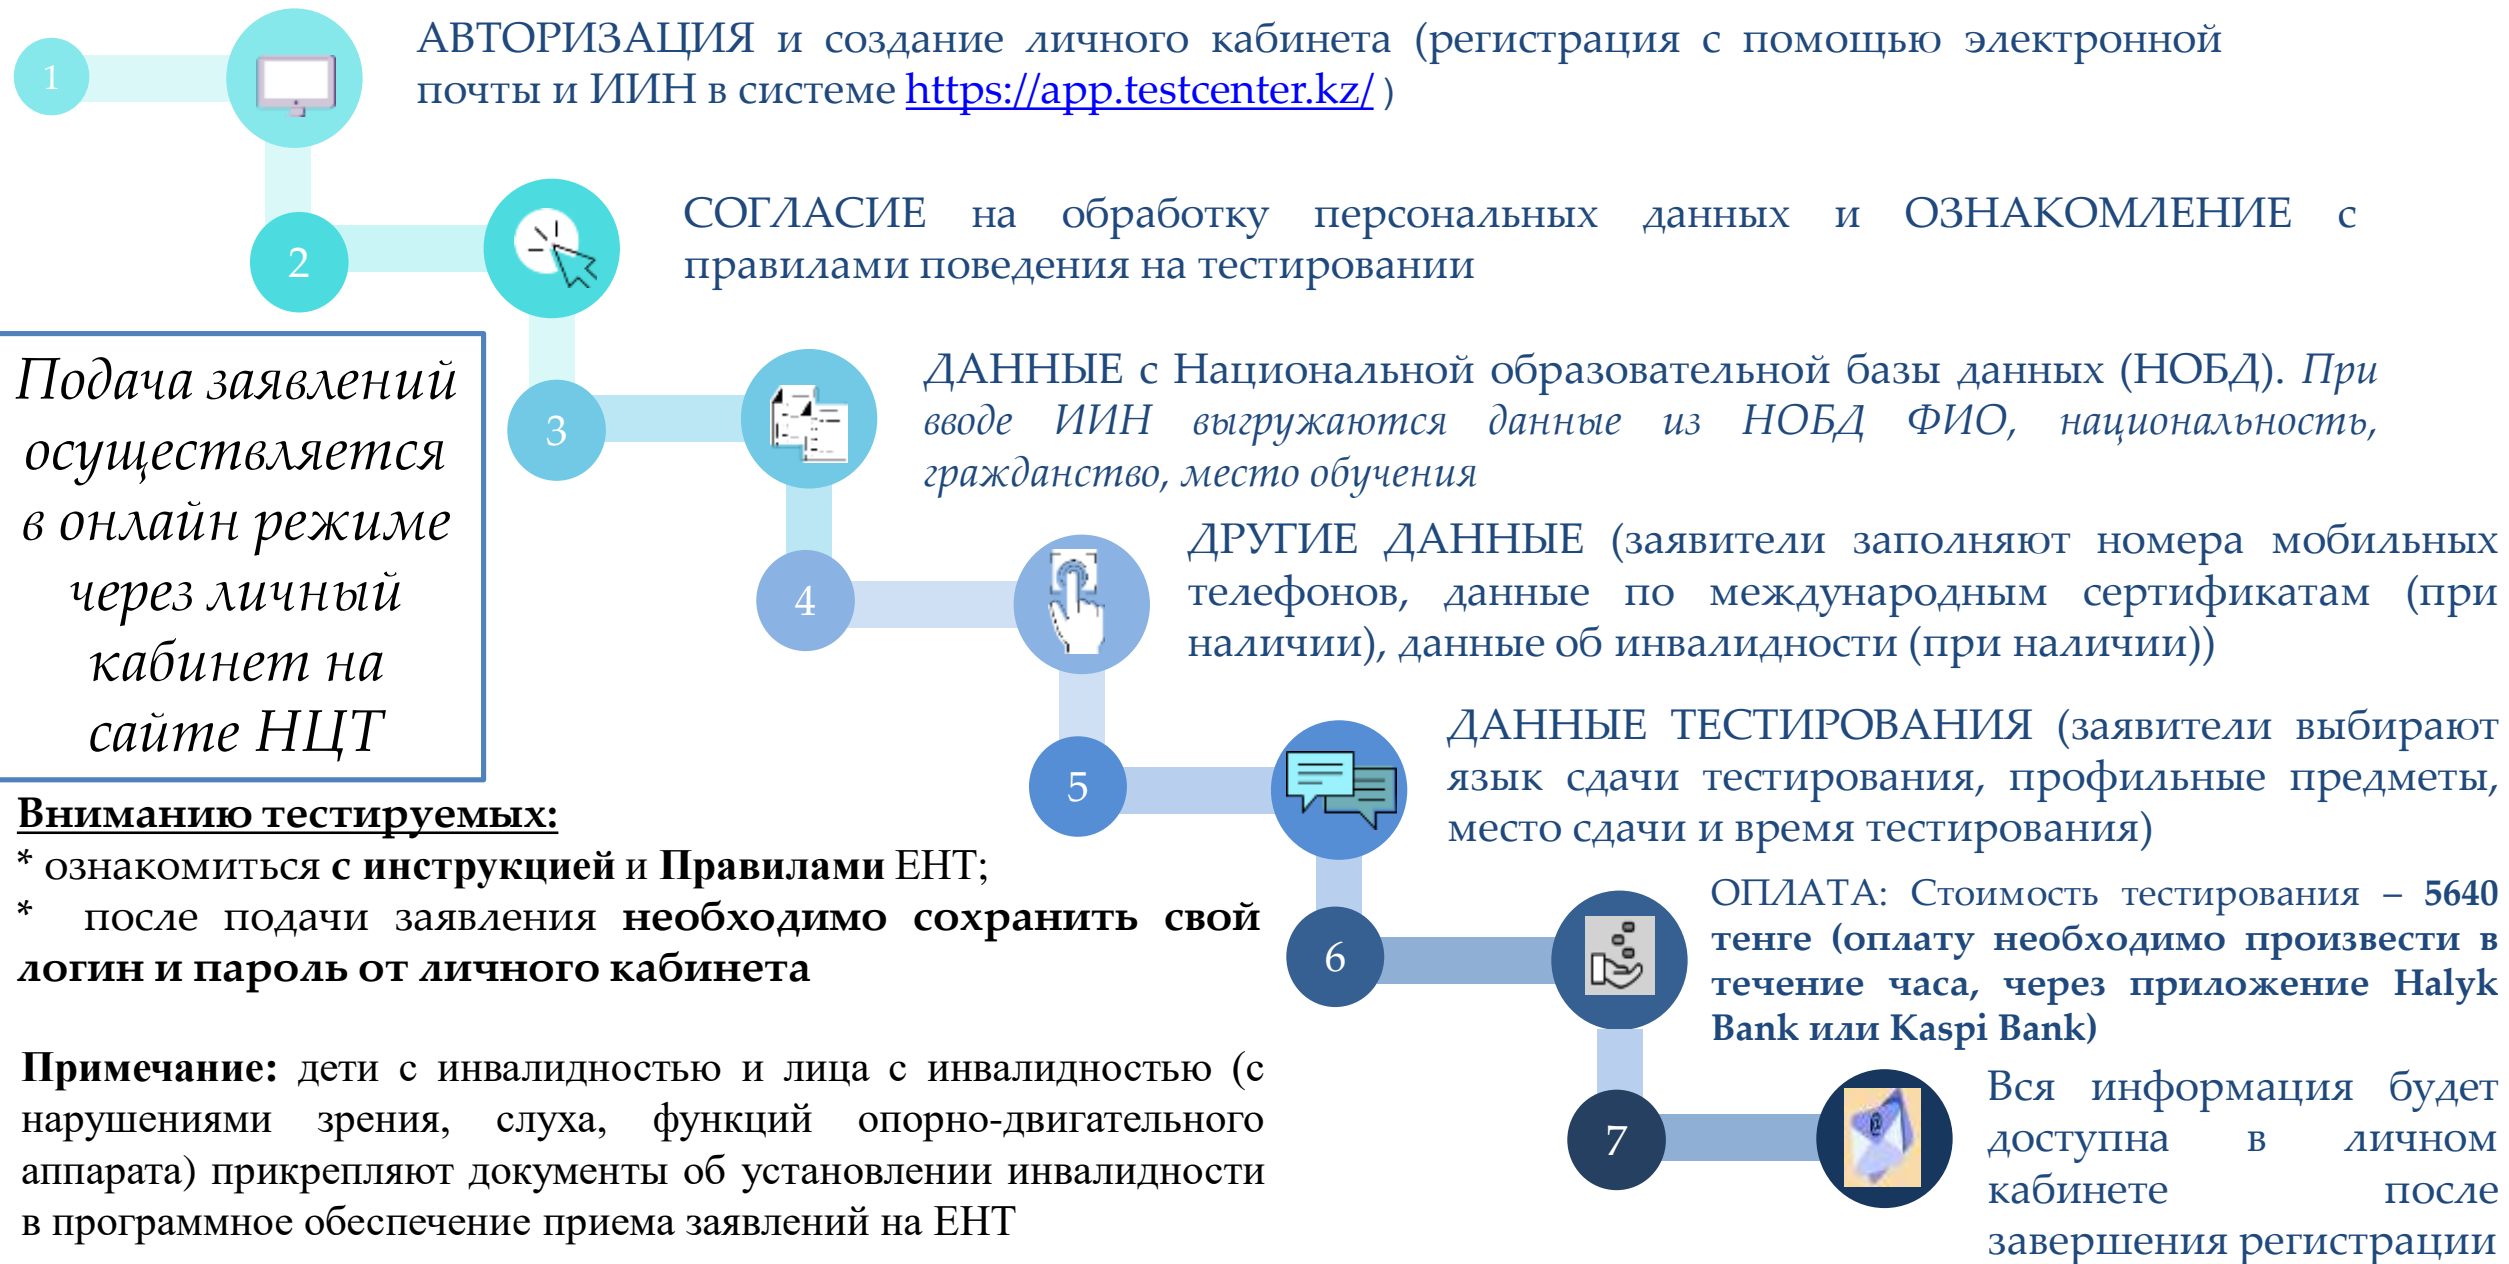 1
АВТОРИЗАЦИЯ и создание личного кабинета (регистрация с помощью электронной
почты и ИИН в системе https://app.testcenter.kz/ )
2
СОГЛАСИЕ на обработку персональных данных и ОЗНАКОМЛЕНИЕ с
правилами поведения на тестировании
Подача заявлений
осуществляется
в онлайн режиме
через личный
кабинет на
сайте НЦТ
3
ДАННЫЕ с Национальной образовательной базы данных (НОБД). При
вводе ИИН выгружаются данные из НОБД ФИО, национальность,
гражданство, место обучения
4
ДРУГИЕ ДАННЫЕ (заявители заполняют номера мобильных
телефонов, данные по международным сертификатам (при
наличии), данные об инвалидности (при наличии))
5
ДАННЫЕ ТЕСТИРОВАНИЯ (заявители выбирают
язык сдачи тестирования, профильные предметы,
место сдачи и время тестирования)
Вниманию тестируемых:
* ознакомиться с инструкцией и Правилами ЕНТ;
* после подачи заявления необходимо сохранить свой
логин и пароль от личного кабинета
6
ОПЛАТА: Стоимость тестирования – 5640
тенге (оплату необходимо произвести в
течение часа, через приложение Halyk
Bank или Kaspi Bank)
Примечание: дети с инвалидностью и лица с инвалидностью (с
нарушениями зрения, слуха, функций опорно-двигательного
аппарата) прикрепляют документы об установлении инвалидности
в программное обеспечение приема заявлений на ЕНТ
7
@
Вся информация будет
доступна в личном
кабинете после
завершения регистрации